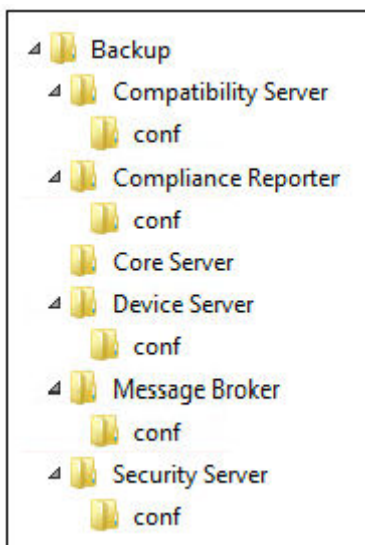 Backup
Compatibility Server
conf
Compliance Reporter
conf
Core Server
Device Server
conf
Message Broker
conf
Security Server
conf